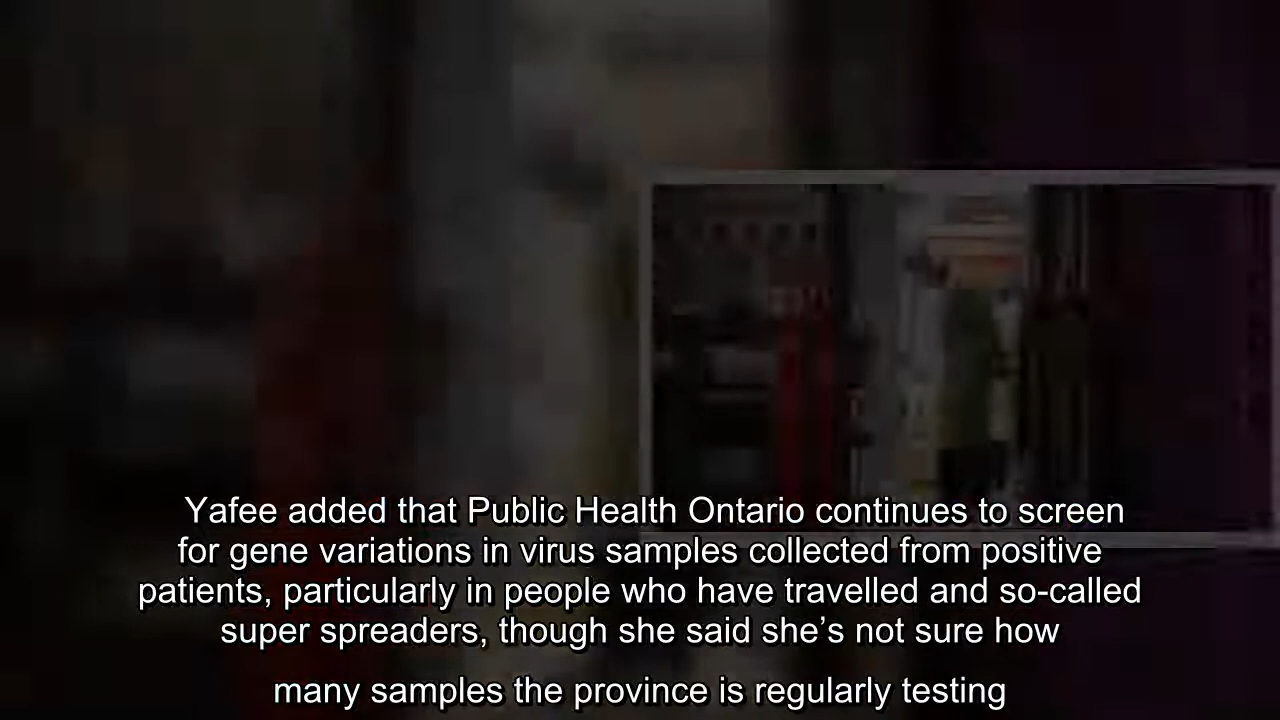 Yafee added that Public Health Ontario continues to screen
for gene variations in virus samples collected from positive
patients, particularly in people who have travelled and so-called
super spreaders, though she said she’s not sure how
many samples the province is regularly testing